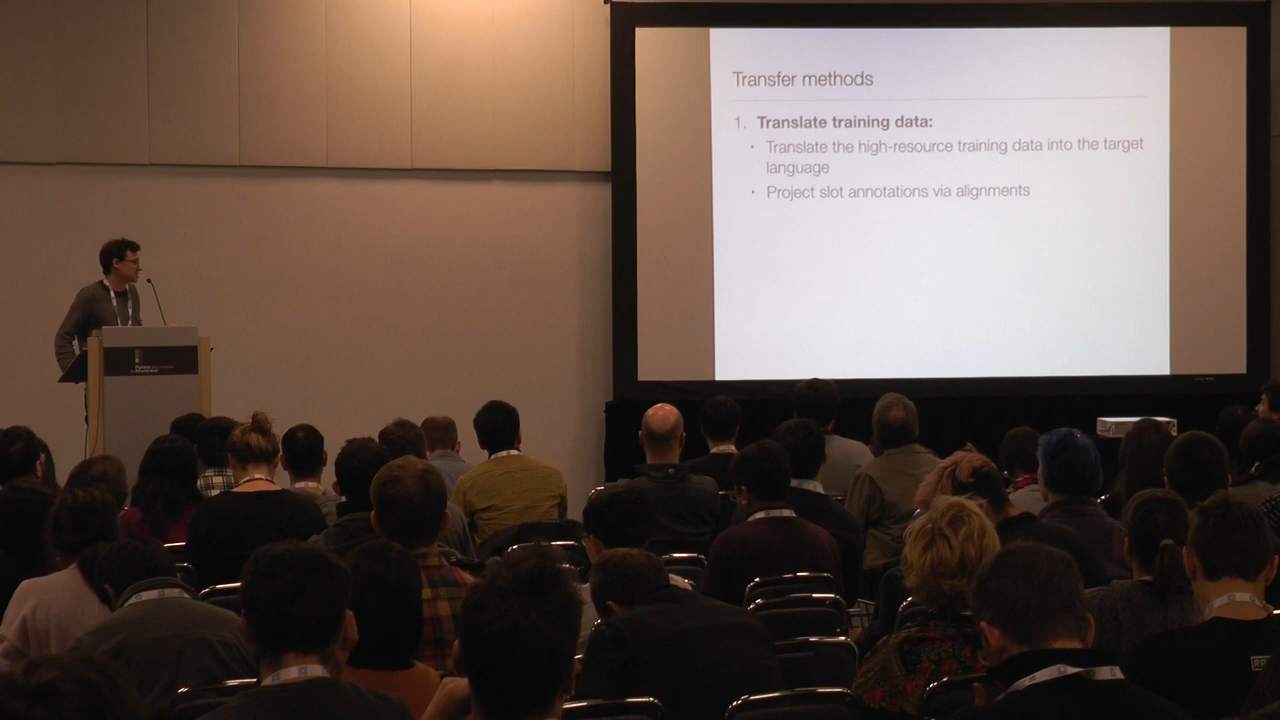 Transfer methods
1. Translate training data:
· Translate the high-resource training data into the target
language
· Project slot annotations via alignments